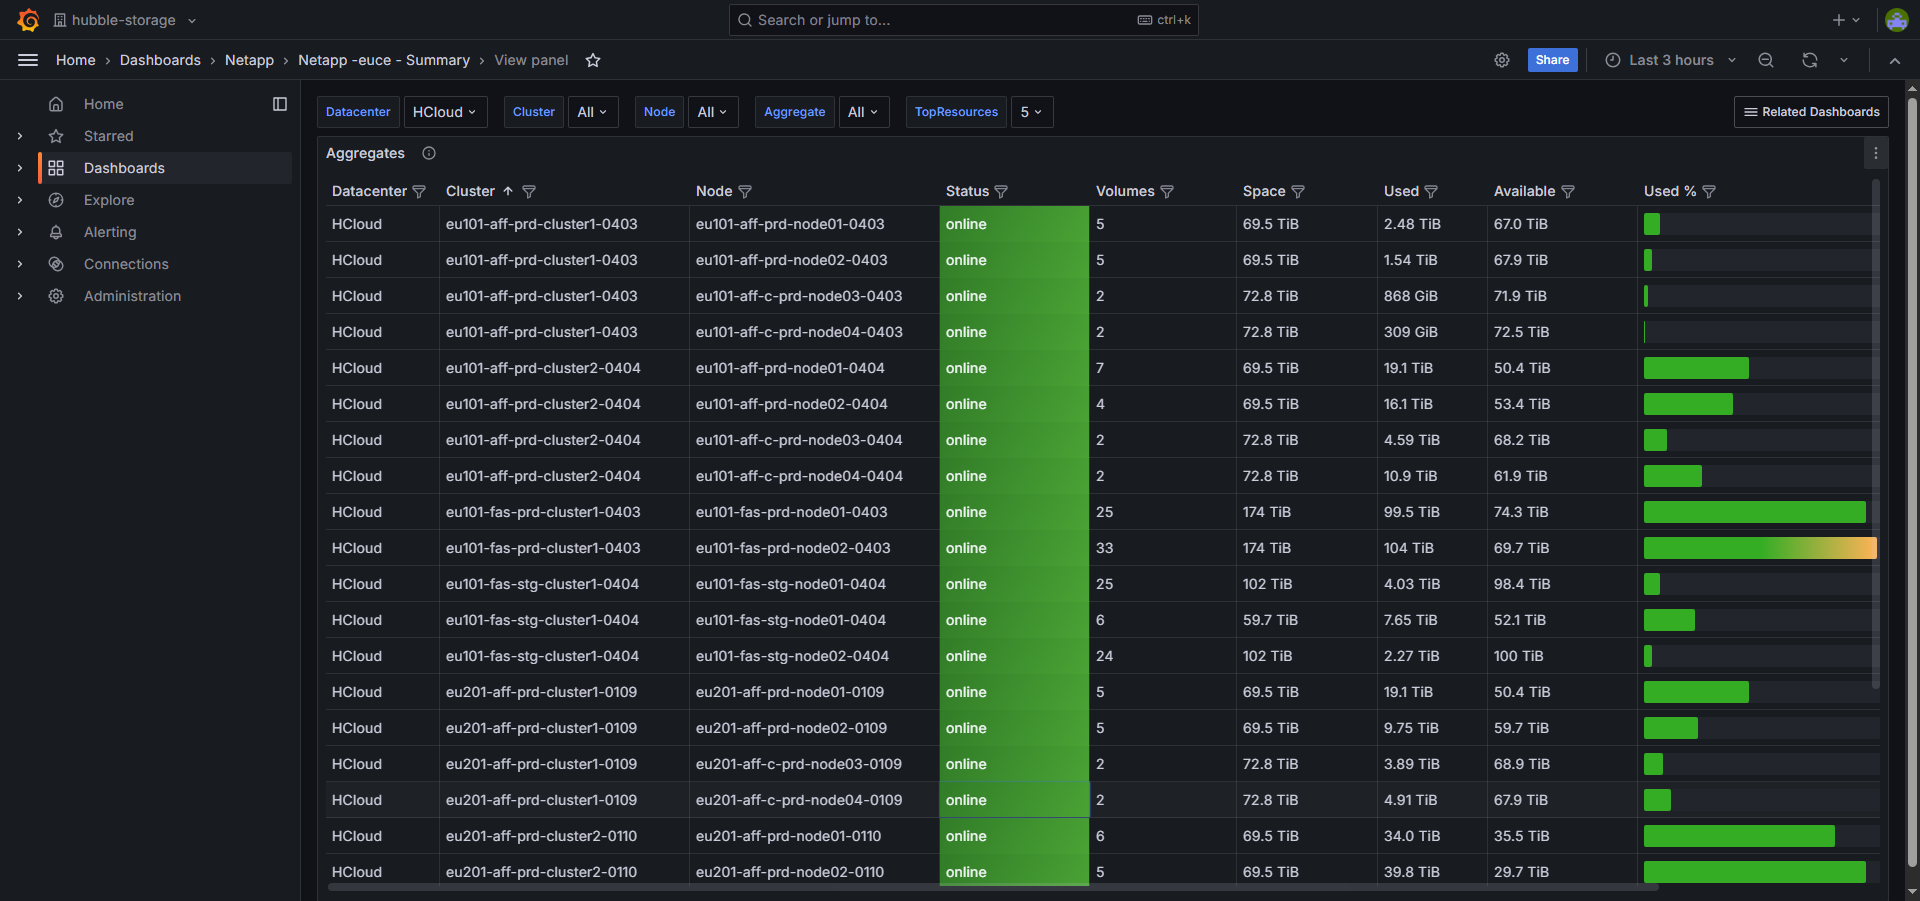 hubble-storage
Search or jump to...
ctrl+k
Home › Dashboards › Netapp › Netapp -euce - Summary › View panel
Share
Last 3 hours
Home
Starred
Dashboards
Explore
Alerting
Connections
Administration
Datacenter HCloud Cluster All Node All Aggregate All TopResources 5
Related Dashboards
Aggregates
Datacenter Cluster Node Status Volumes Space Used Available Used %
HCloud eu101-aff-prd-cluster1-0403 eu101-aff-prd-node01-0403 online 5 69.5 TiB 2.48 TiB 67.0 TiB
HCloud eu101-aff-prd-cluster1-0403 eu101-aff-prd-node02-0403 online 5 69.5 TiB 1.54 TiB 67.9 TiB
HCloud eu101-aff-prd-cluster1-0403 eu101-aff-c-prd-node03-0403 online 2 72.8 TiB 868 GiB 71.9 TiB
HCloud eu101-aff-prd-cluster1-0403 eu101-aff-c-prd-node04-0403 online 2 72.8 TiB 309 GiB 72.5 TiB
HCloud eu101-aff-prd-cluster2-0404 eu101-aff-prd-node01-0404 online 7 69.5 TiB 19.1 TiB 50.4 TiB
HCloud eu101-aff-prd-cluster2-0404 eu101-aff-prd-node02-0404 online 4 69.5 TiB 16.1 TiB 53.4 TiB
HCloud eu101-aff-prd-cluster2-0404 eu101-aff-c-prd-node03-0404 online 2 72.8 TiB 4.59 TiB 68.2 TiB
HCloud eu101-aff-prd-cluster2-0404 eu101-aff-c-prd-node04-0404 online 2 72.8 TiB 10.9 TiB 61.9 TiB
HCloud eu101-fas-prd-cluster1-0403 eu101-fas-prd-node01-0403 online 25 174 TiB 99.5 TiB 74.3 TiB
HCloud eu101-fas-prd-cluster1-0403 eu101-fas-prd-node02-0403 online 33 174 TiB 104 TiB 69.7 TiB
HCloud eu101-fas-stg-cluster1-0404 eu101-fas-stg-node01-0404 online 25 102 TiB 4.03 TiB 98.4 TiB
HCloud eu101-fas-stg-cluster1-0404 eu101-fas-stg-node01-0404 online 6 59.7 TiB 7.65 TiB 52.1 TiB
HCloud eu101-fas-stg-cluster1-0404 eu101-fas-stg-node02-0404 online 24 102 TiB 2.27 TiB 100 TiB
HCloud eu201-aff-prd-cluster1-0109 eu201-aff-prd-node01-0109 online 5 69.5 TiB 19.1 TiB 50.4 TiB
HCloud eu201-aff-prd-cluster1-0109 eu201-aff-prd-node02-0109 online 5 69.5 TiB 9.75 TiB 59.7 TiB
HCloud eu201-aff-prd-cluster1-0109 eu201-aff-c-prd-node03-0109 online 2 72.8 TiB 3.89 TiB 68.9 TiB
HCloud eu201-aff-prd-cluster1-0109 eu201-aff-c-prd-node04-0109 online 2 72.8 TiB 4.91 TiB 67.9 TiB
HCloud eu201-aff-prd-cluster2-0110 eu201-aff-prd-node01-0110 online 6 69.5 TiB 34.0 TiB 35.5 TiB
HCloud eu201-aff-prd-cluster2-0110 eu201-aff-prd-node02-0110 online 5 69.5 TiB 39.8 TiB 29.7 TiB